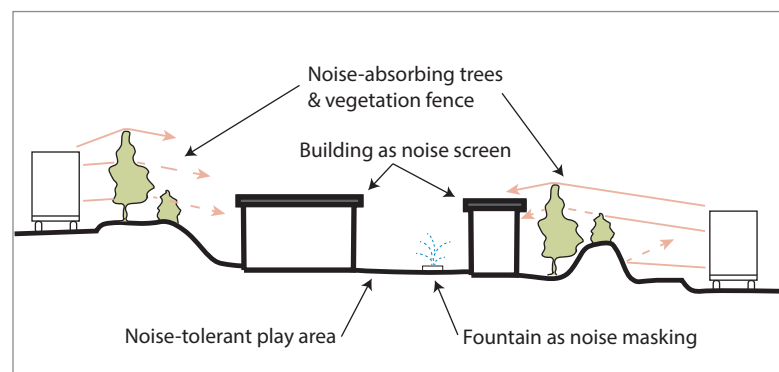 Noise-absorbing trees
& vegetation fence
Building as noise screen
Noise-tolerant play area
Fountain as noise masking